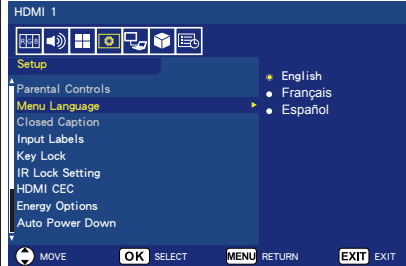 HDMI 1
RGB
Setup
Parental Controls
Menu Language
Closed Caption
Input Labels
Key Lock
IR Lock Setting
HDMI CEC
Energy Options
Auto Power Down
English
Français
Español
MOVE OK SELECT MENU RETURN EXIT EXIT